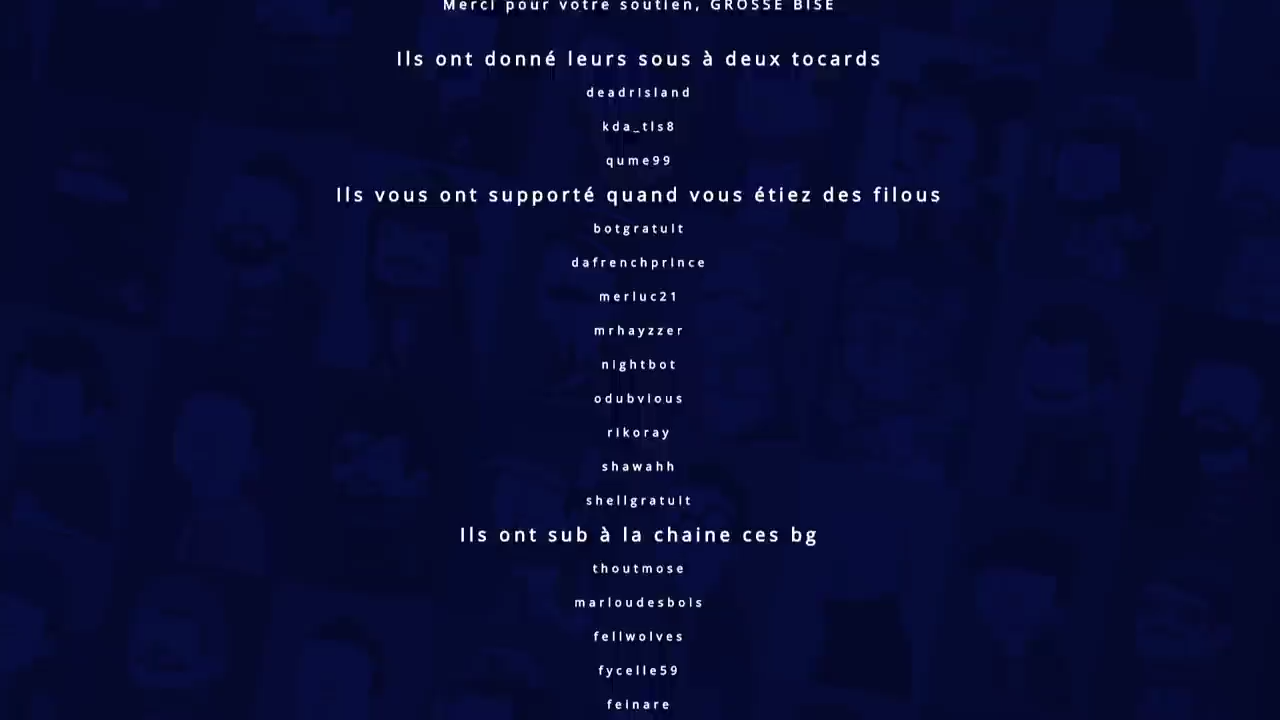 Merci pour votre soutien, GROSSE BISE
Ils ont donné leurs sous à deux tocards
deadrisland
kda_tls8
qume99
Ils vous ont supporté quand vous étiez des filous
botgratuit
dafrenchprince
merluc21
mrhayzzer
nightbot
odubvious
rikoray
shawahh
shellgratuit
Ils ont sub à la chaine ces bg
thoutmose
marloudesbois
fellwolves
fycelle59
feinare